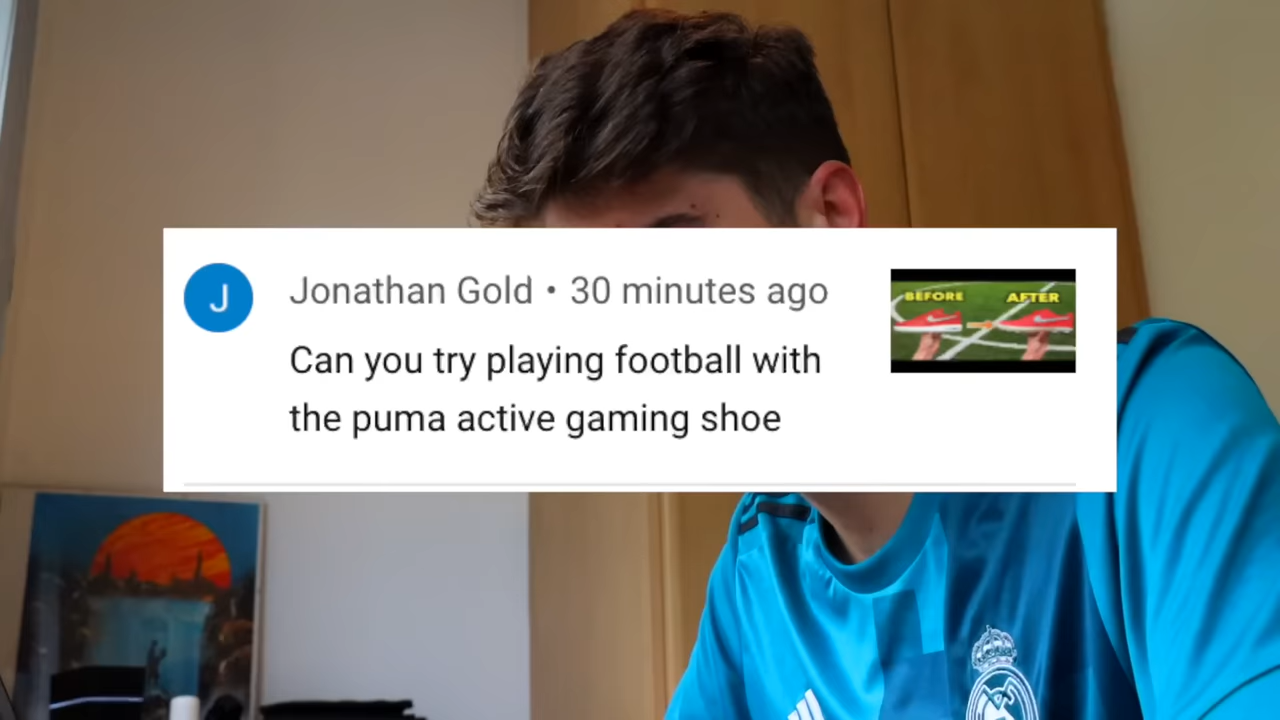 J
Jonathan Gold • 30 minutes ago
Can you try playing football with
the puma active gaming shoe
BEFORE
AFTER